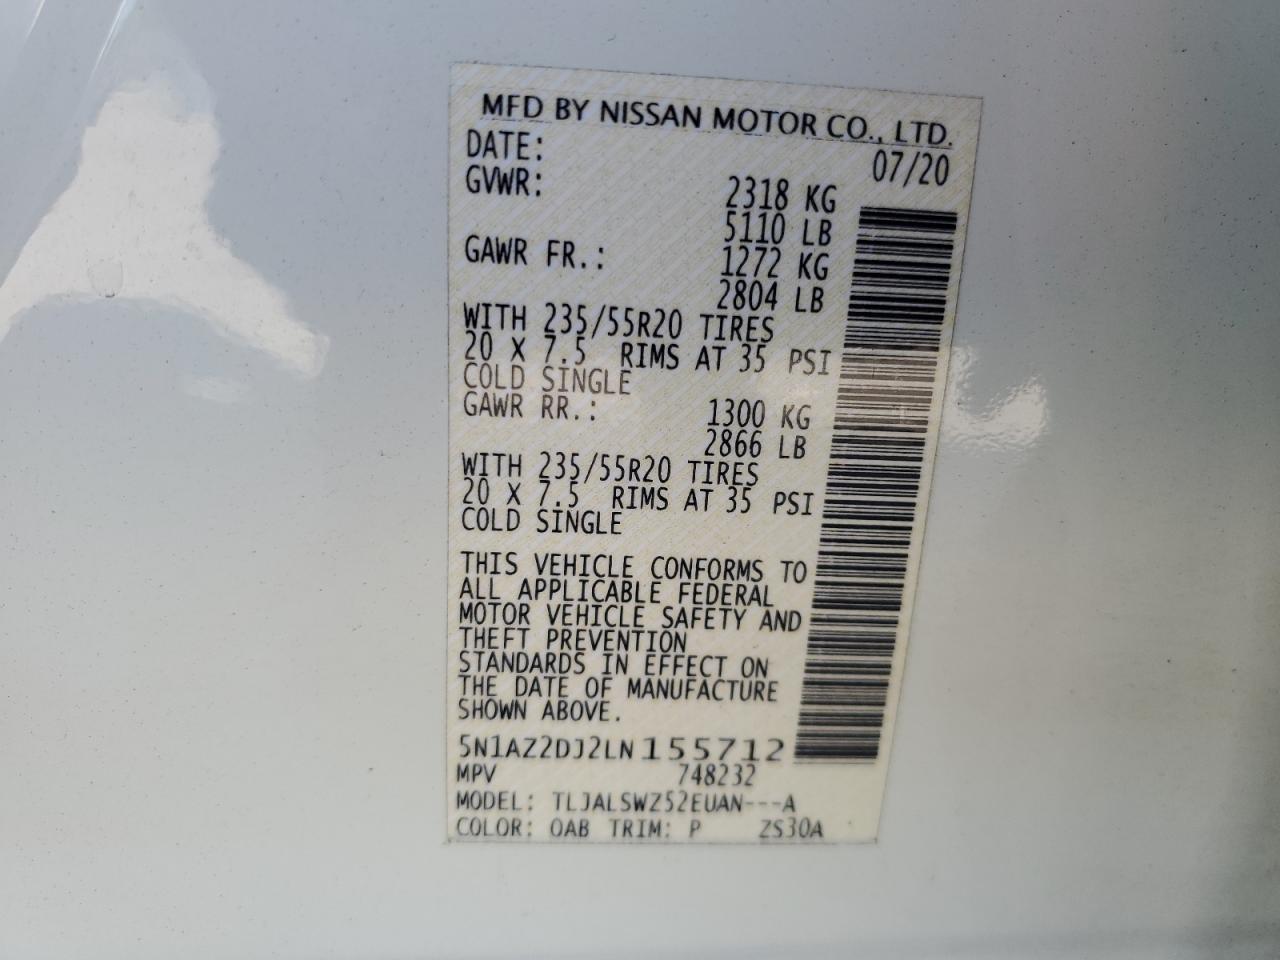 MFD BY NISSAN MOTOR CO., LTD.
DATE: 07/20
GVWR: 2318 KG
5110 LB
GAWR FR.: 1272 KG
2804 LB
WITH 235/55R20 TIRES
20 X 7.5 RIMS AT 35 PSI
COLD SINGLE
GAWR RR.: 1300 KG
2866 LB
WITH 235/55R20 TIRES
20 X 7.5 RIMS AT 35 PSI
COLD SINGLE
THIS VEHICLE CONFORMS TO
ALL APPLICABLE FEDERAL
MOTOR VEHICLE SAFETY AND
THEFT PREVENTION
STANDARDS IN EFFECT ON
THE DATE OF MANUFACTURE
SHOWN ABOVE.
5N1AZ2DJ2LN155712
MPV 748232
MODEL: TLJALSWZ52EUAN---A
COLOR: QAB TRIM: P ZS30A